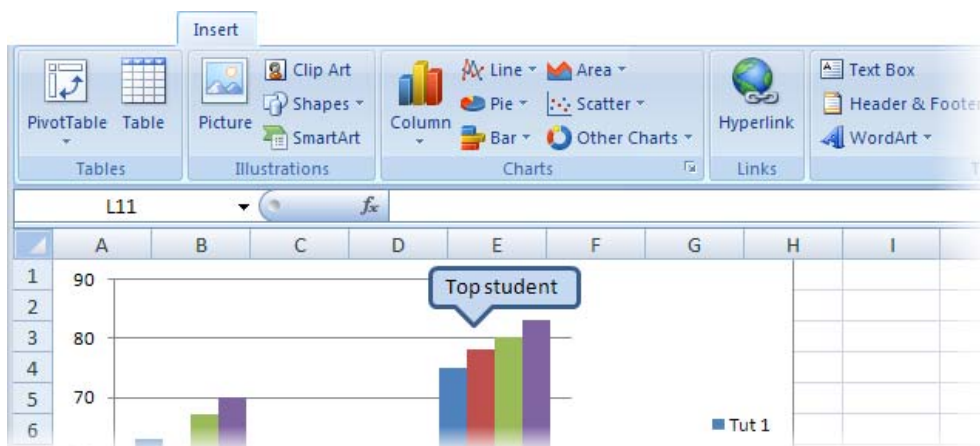 Insert
Clip Art Line Area Text Box
Shapes Pie Scatter Header & Footer
PivotTable Table Picture SmartArt Column Bar Other Charts Hyperlink WordArt
Tables Illustrations Charts Links T
L11 fx
A B C D E F G H I
1 90 Top student
2
3 80
4
5 70
6 Tut 1